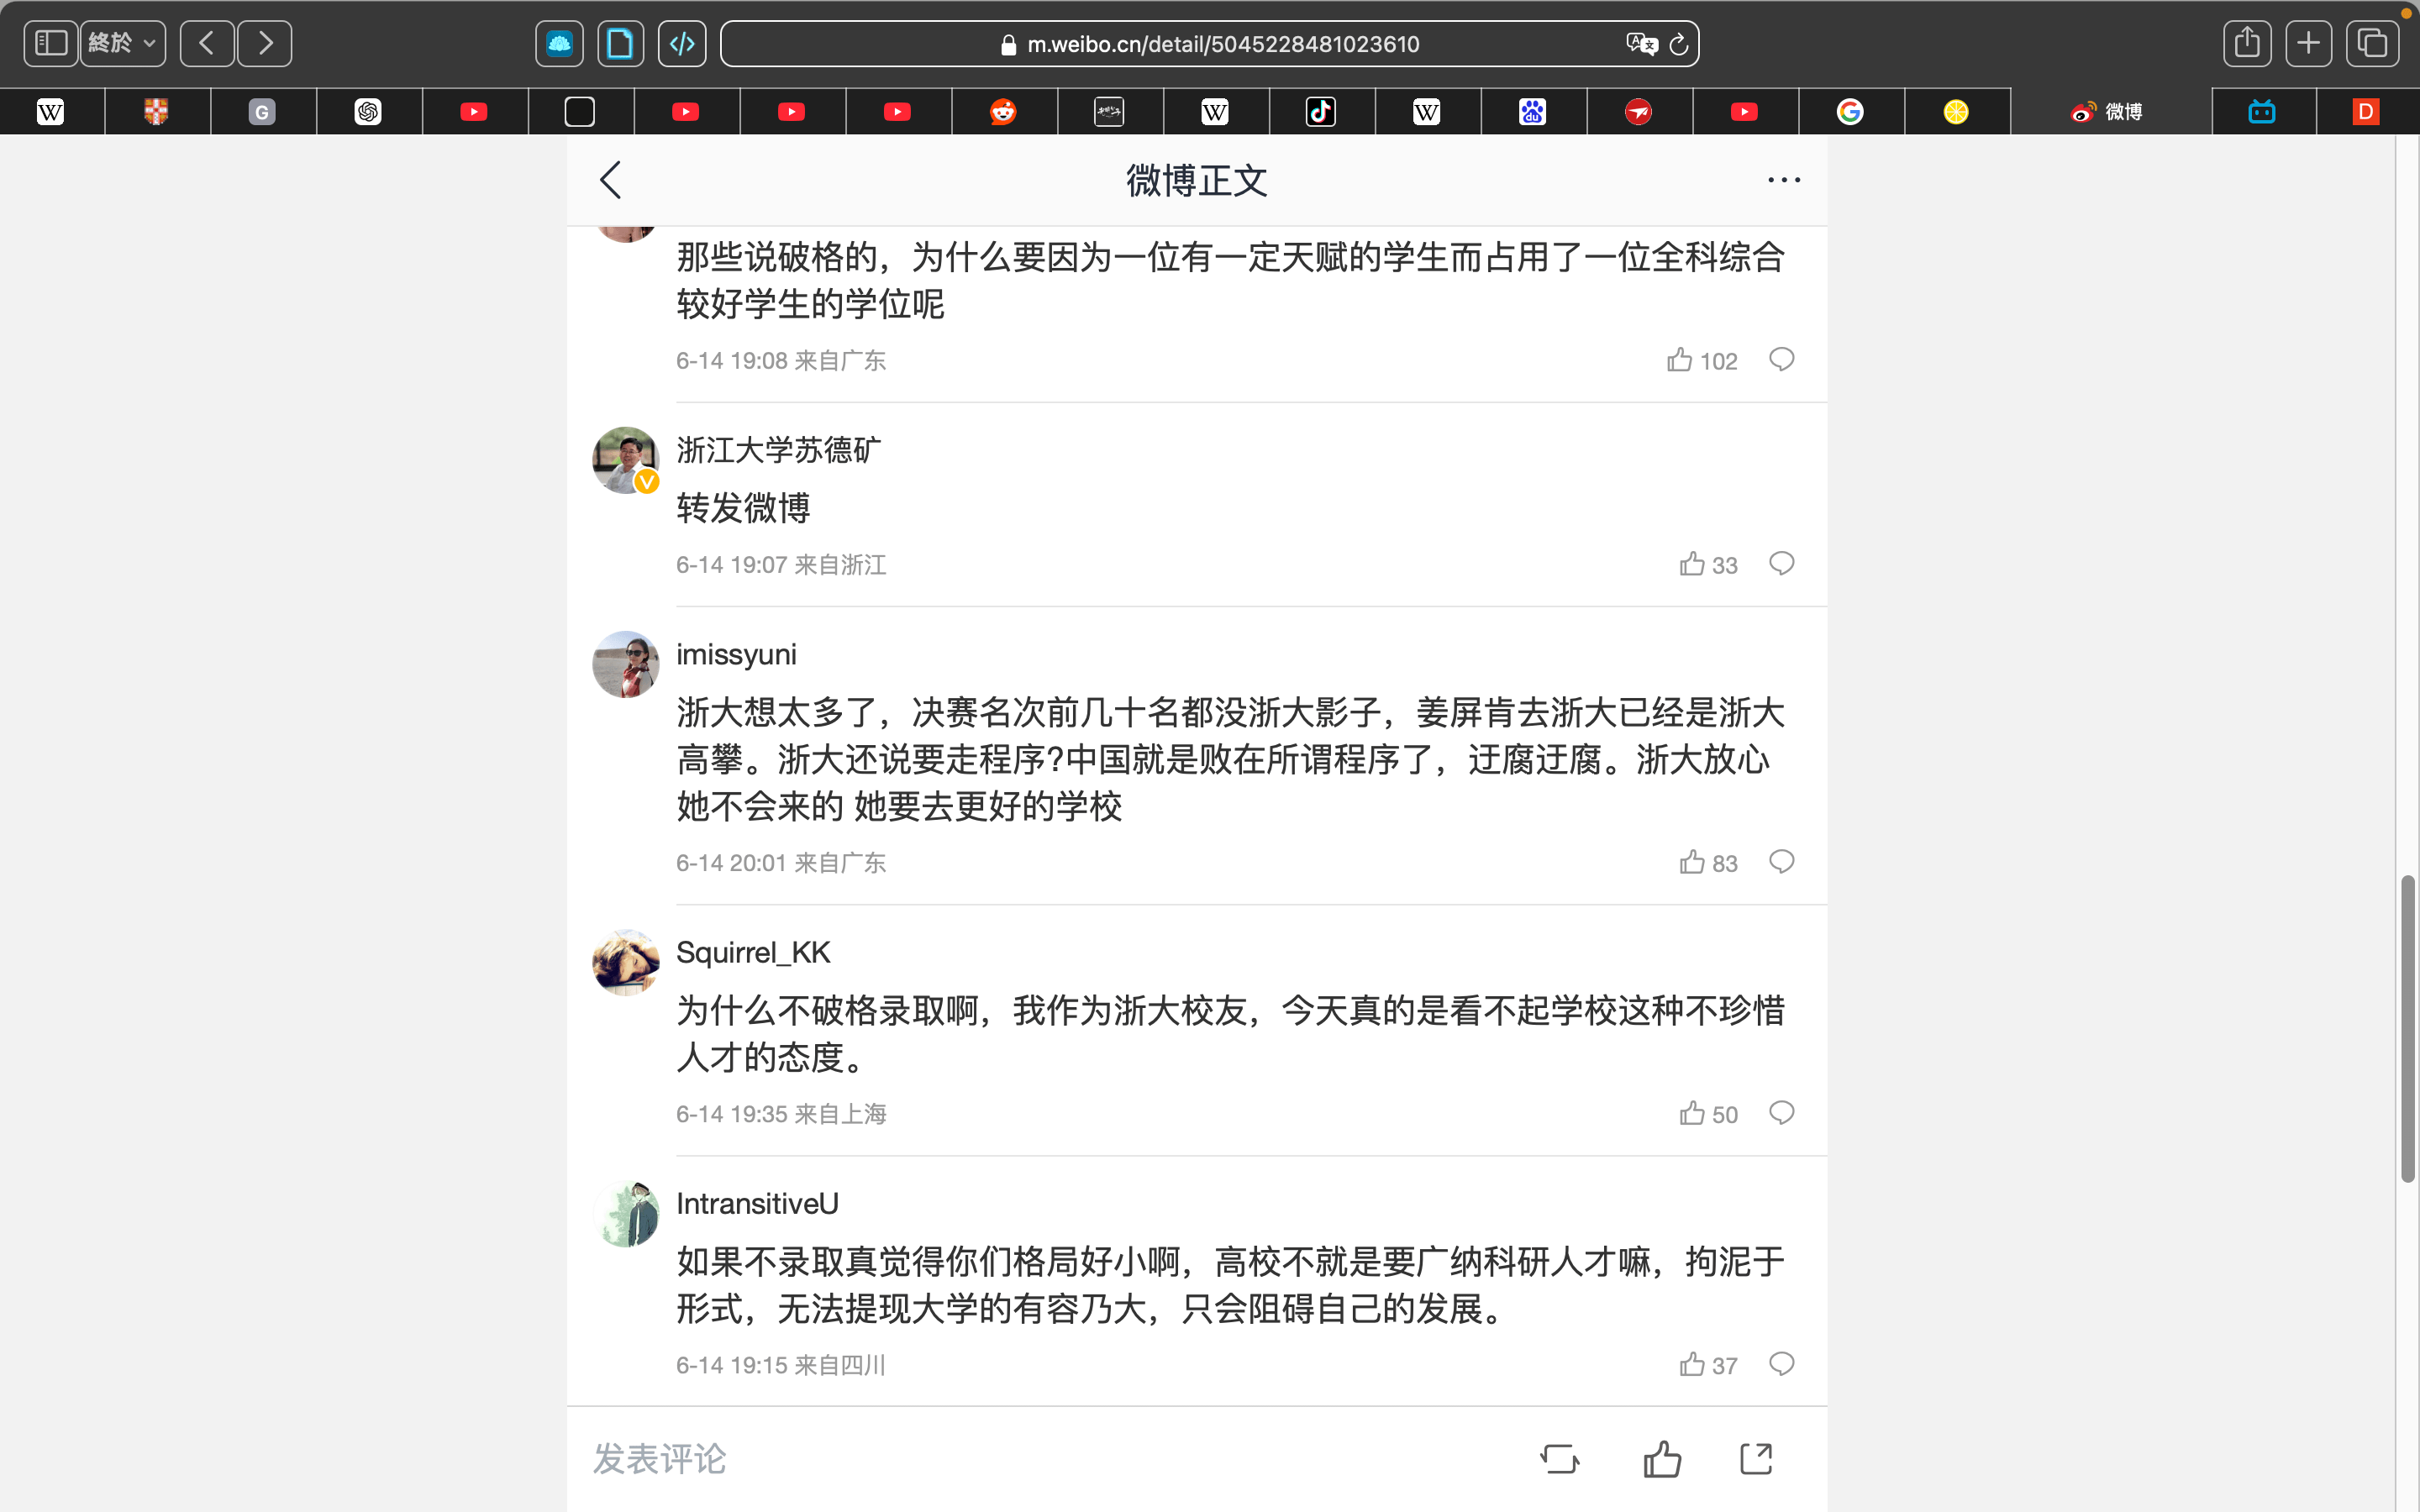 終於
m.weibo.cn/detail/5045228481023610
微博
微博正文
那些说破格的，为什么要因为一位有一定天赋的学生而占用了一位全科综合
较好学生的学位呢
6-14 19:08 来自广东
102
浙江大学苏德矿
转发微博
6-14 19:07 来自浙江
33
imissyuni
浙大想太多了，决赛名次前几十名都没浙大影子，姜屏肯去浙大已经是浙大
高攀。浙大还说要走程序?中国就是败在所谓程序了，迂腐迂腐。浙大放心
她不会来的 她要去更好的学校
6-14 20:01 来自广东
83
Squirrel_KK
为什么不破格录取啊，我作为浙大校友，今天真的是看不起学校这种不珍惜
人才的态度。
6-14 19:35 来自上海
50
IntransitiveU
如果不录取真觉得你们格局好小啊，高校不就是要广纳科研人才嘛，拘泥于
形式，无法提现大学的有容乃大，只会阻碍自己的发展。
6-14 19:15 来自四川
37
发表评论